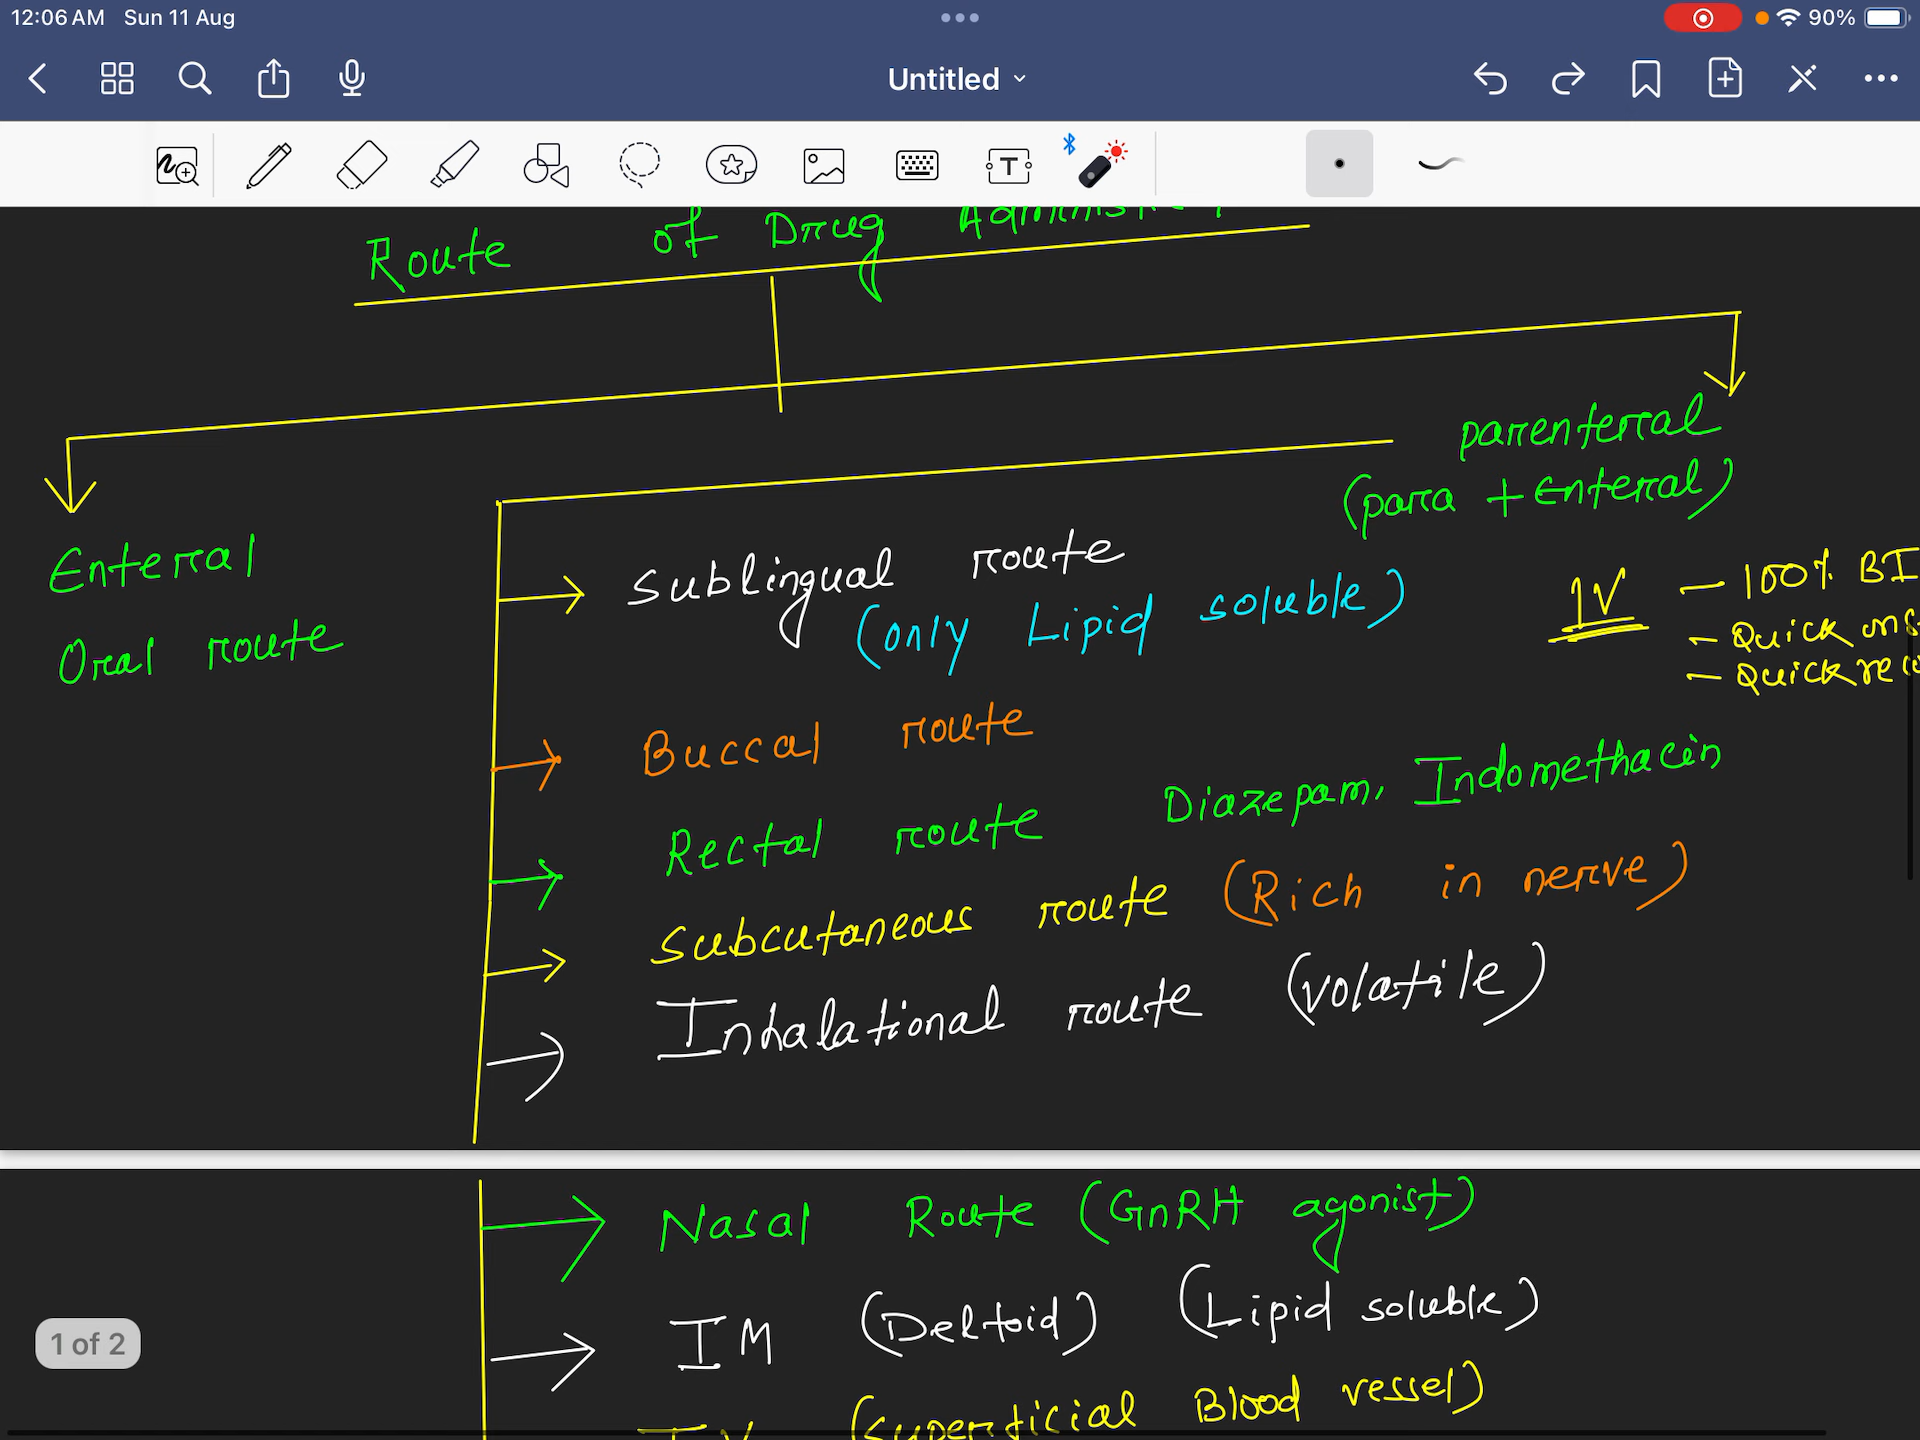 12:06 AM Sun 11 Aug
90%
Untitled
T
Route of Drug
parenteral
(para + Enteral)
Enteral
Oral route
Sublingual route
(only Lipid soluble)
IV
— 100% BI
— Quick
— Quick
Buccal route
Rectal route Diazepam, Indomethacin
Subcutaneous route (Rich in nerve)
Inhalational route (volatile)
Nasal Route (GnRH agonist)
IM (Deltoid) (Lipid soluble)
IV (Superficial Blood vessel)
1 of 2